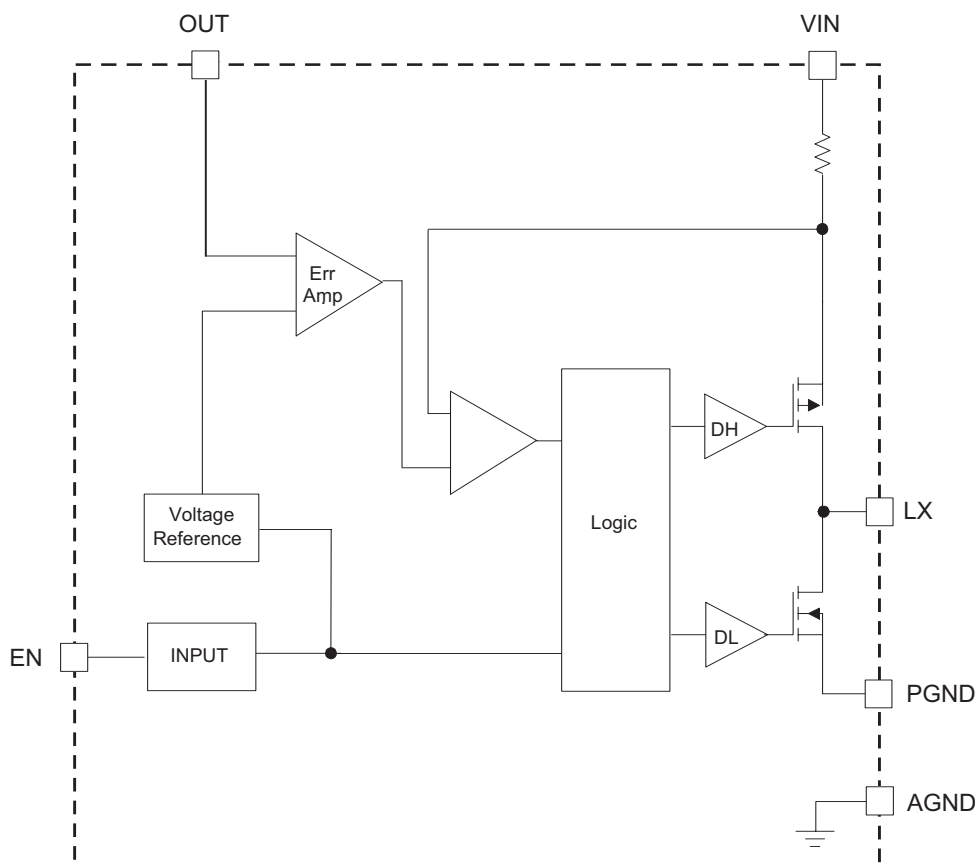 OUT
VIN
Err
Amp
DH
Voltage
Reference
Logic
LX
EN
INPUT
DL
PGND
AGND